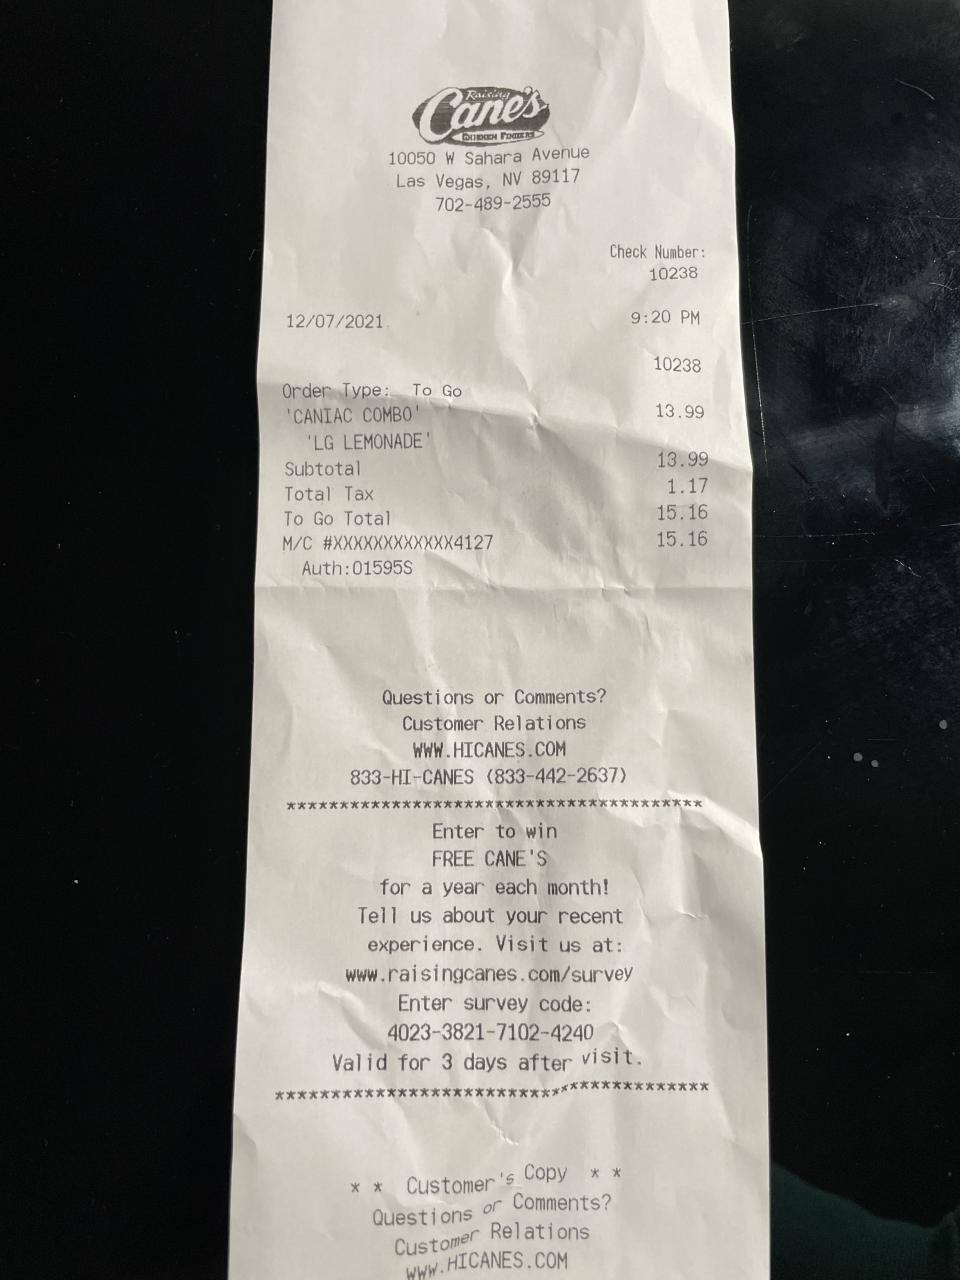 Raising
Cane's
CHICKEN FINGERS
10050 W Sahara Avenue
Las Vegas, NV 89117
702-489-2555
Check Number:
10238
12/07/2021 9:20 PM
10238
Order Type: To Go
'CANIAC COMBO' 13.99
'LG LEMONADE'
Subtotal 13.99
Total Tax 1.17
To Go Total 15.16
M/C #XXXXXXXXXXXX4127 15.16
Auth:01595S
Questions or Comments?
Customer Relations
WWW.HICANES.COM
833-HI-CANES (833-442-2637)
****************************************
Enter to win
FREE CANE'S
for a year each month!
Tell us about your recent
experience. Visit us at:
www.raisingcanes.com/survey
Enter survey code:
4023-3821-7102-4240
Valid for 3 days after visit.
****************************************
* * Customer's Copy * *
Questions or Comments?
Customer Relations
WWW.HICANES.COM